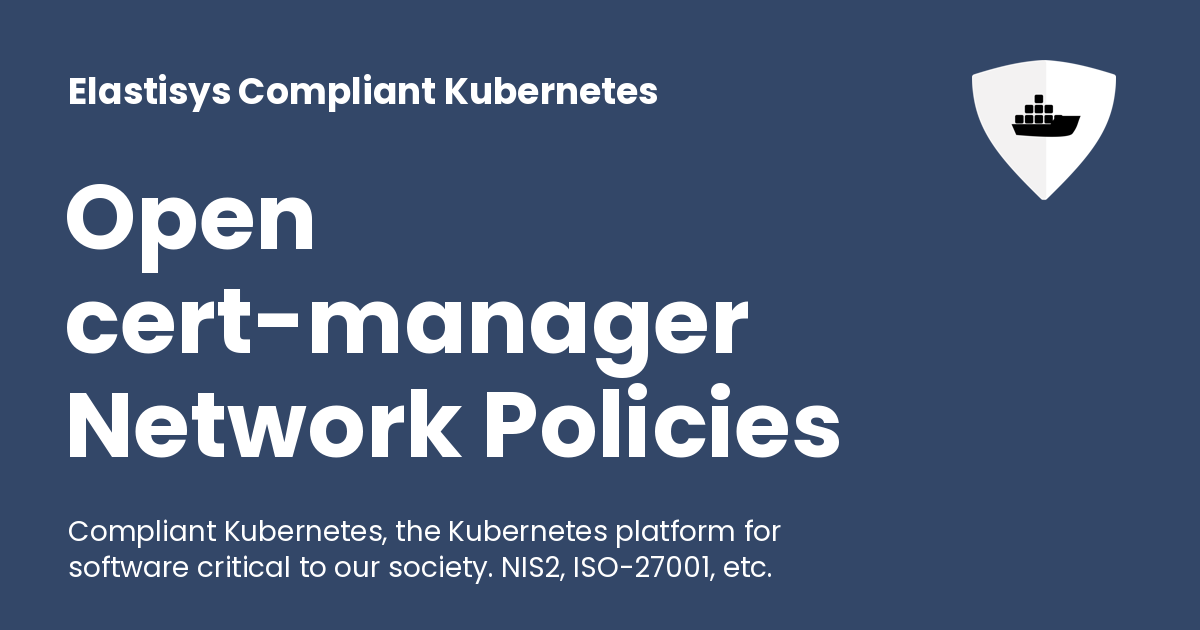 Elastisys Compliant Kubernetes
Open
cert-manager
Network Policies
Compliant Kubernetes, the Kubernetes platform for
software critical to our society. NIS2, ISO-27001, etc.